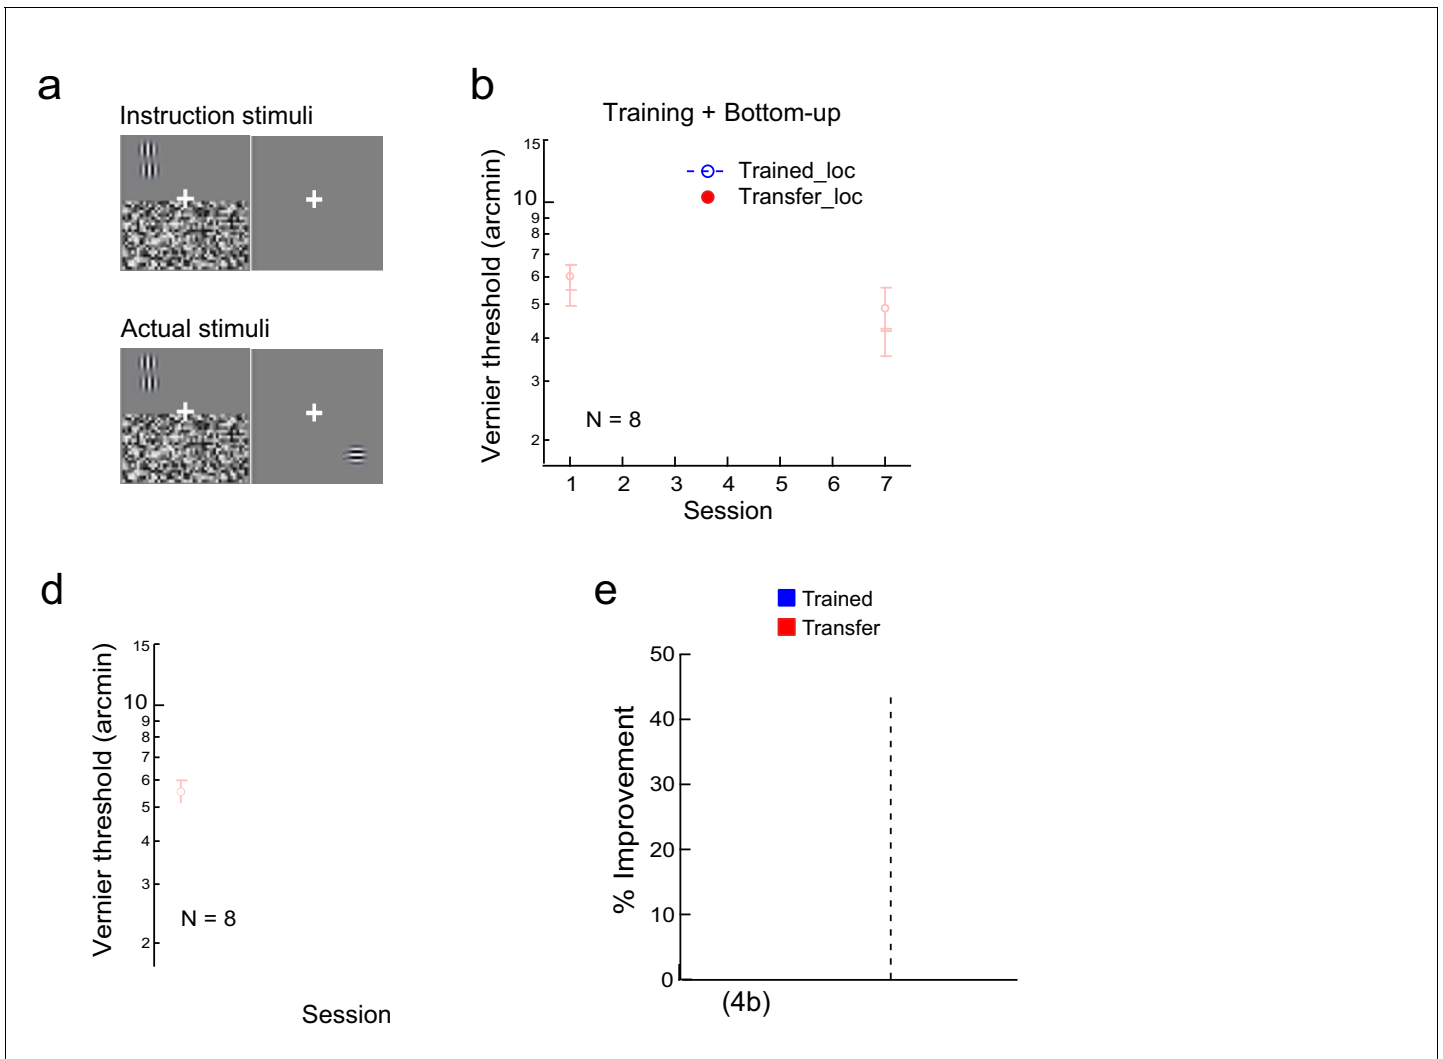 a
Instruction stimuli
Actual stimuli
b
Training + Bottom-up
Trained_loc
Transfer_loc
Vernier threshold (arcmin)
15
10
9
8
7
6
5
4
3
2
N = 8
1 2 3 4 5 6 7
Session
d
Vernier threshold (arcmin)
15
10
9
8
7
6
5
4
3
2
N = 8
Session
e
Trained
Transfer
% Improvement
50
40
30
20
10
0
(4b)